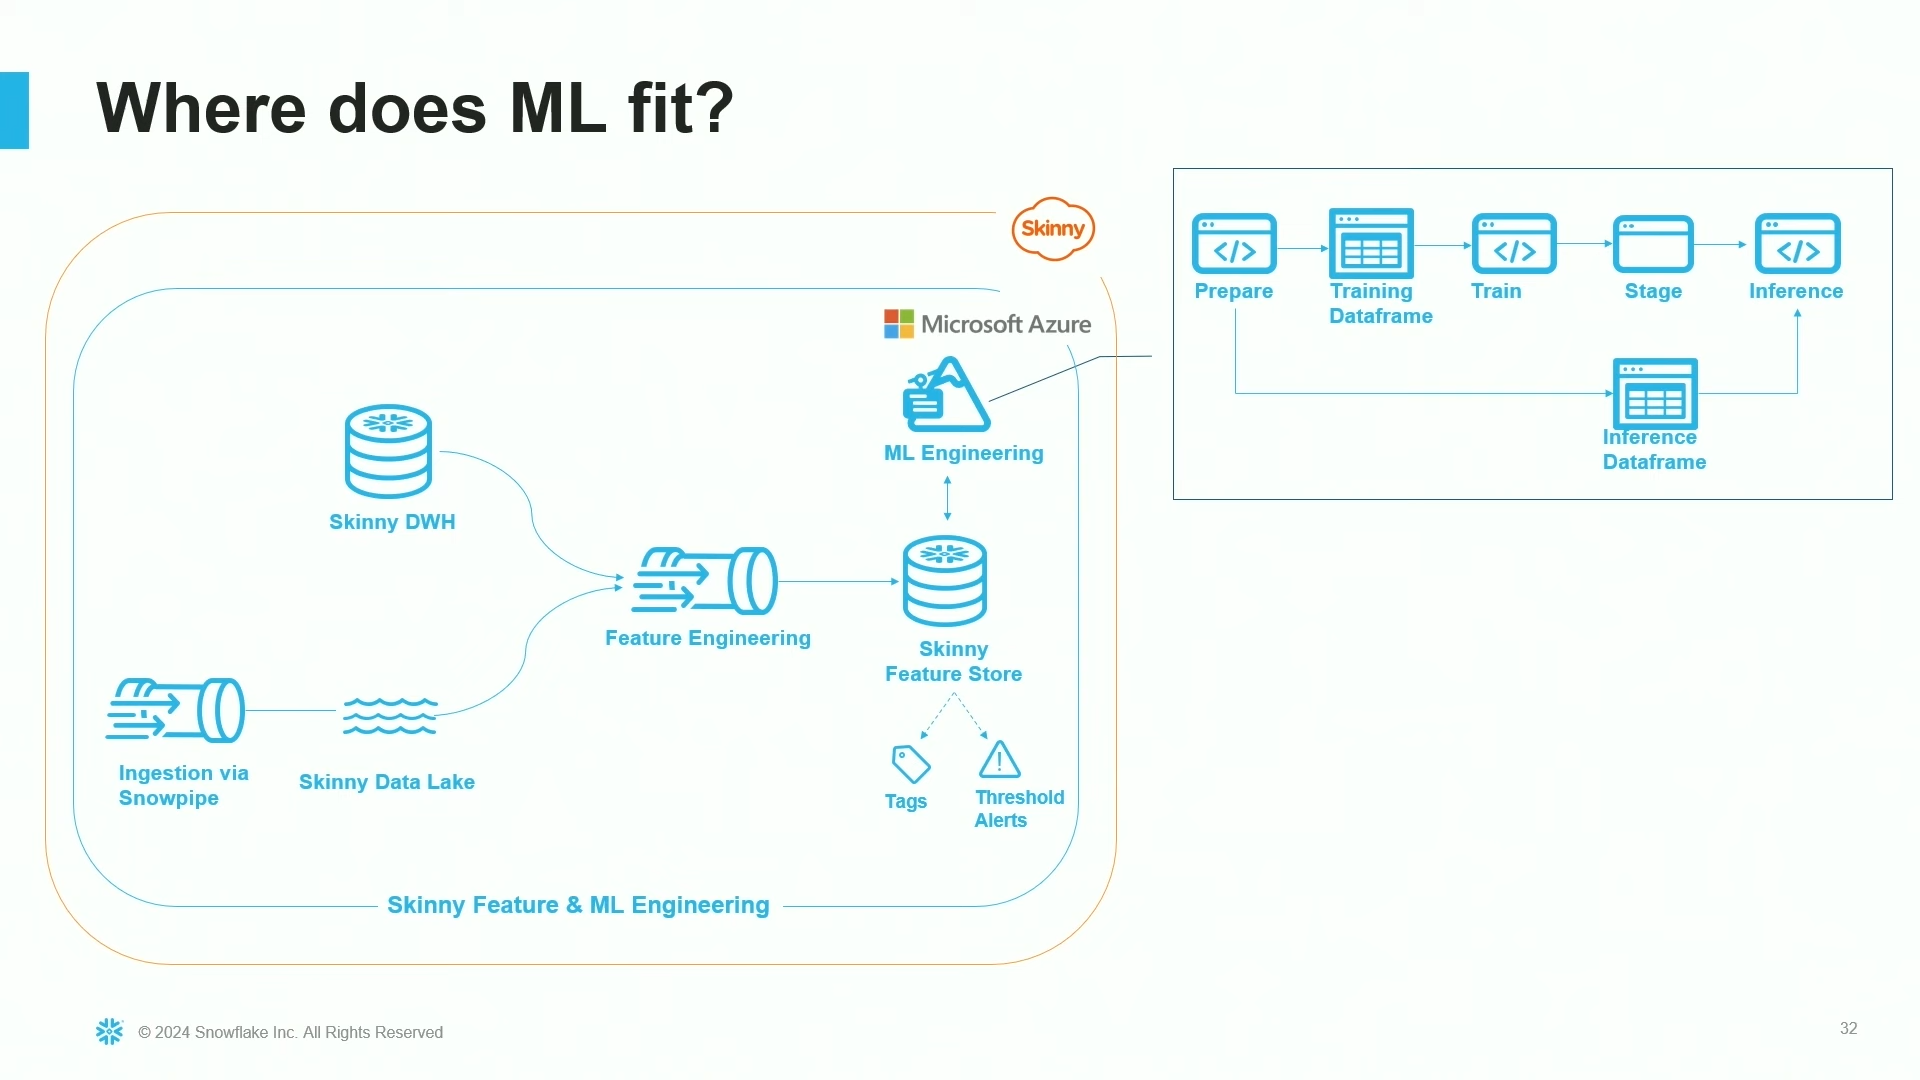 Where does ML fit?
Skinny
Microsoft Azure
ML Engineering
Skinny DWH
Feature Engineering
Skinny
Feature Store
Ingestion via
Snowpipe
Skinny Data Lake
Tags
Threshold
Alerts
Skinny Feature & ML Engineering
Prepare
Training
Dataframe
Train
Stage
Inference
Inference
Dataframe
© 2024 Snowflake Inc. All Rights Reserved
32